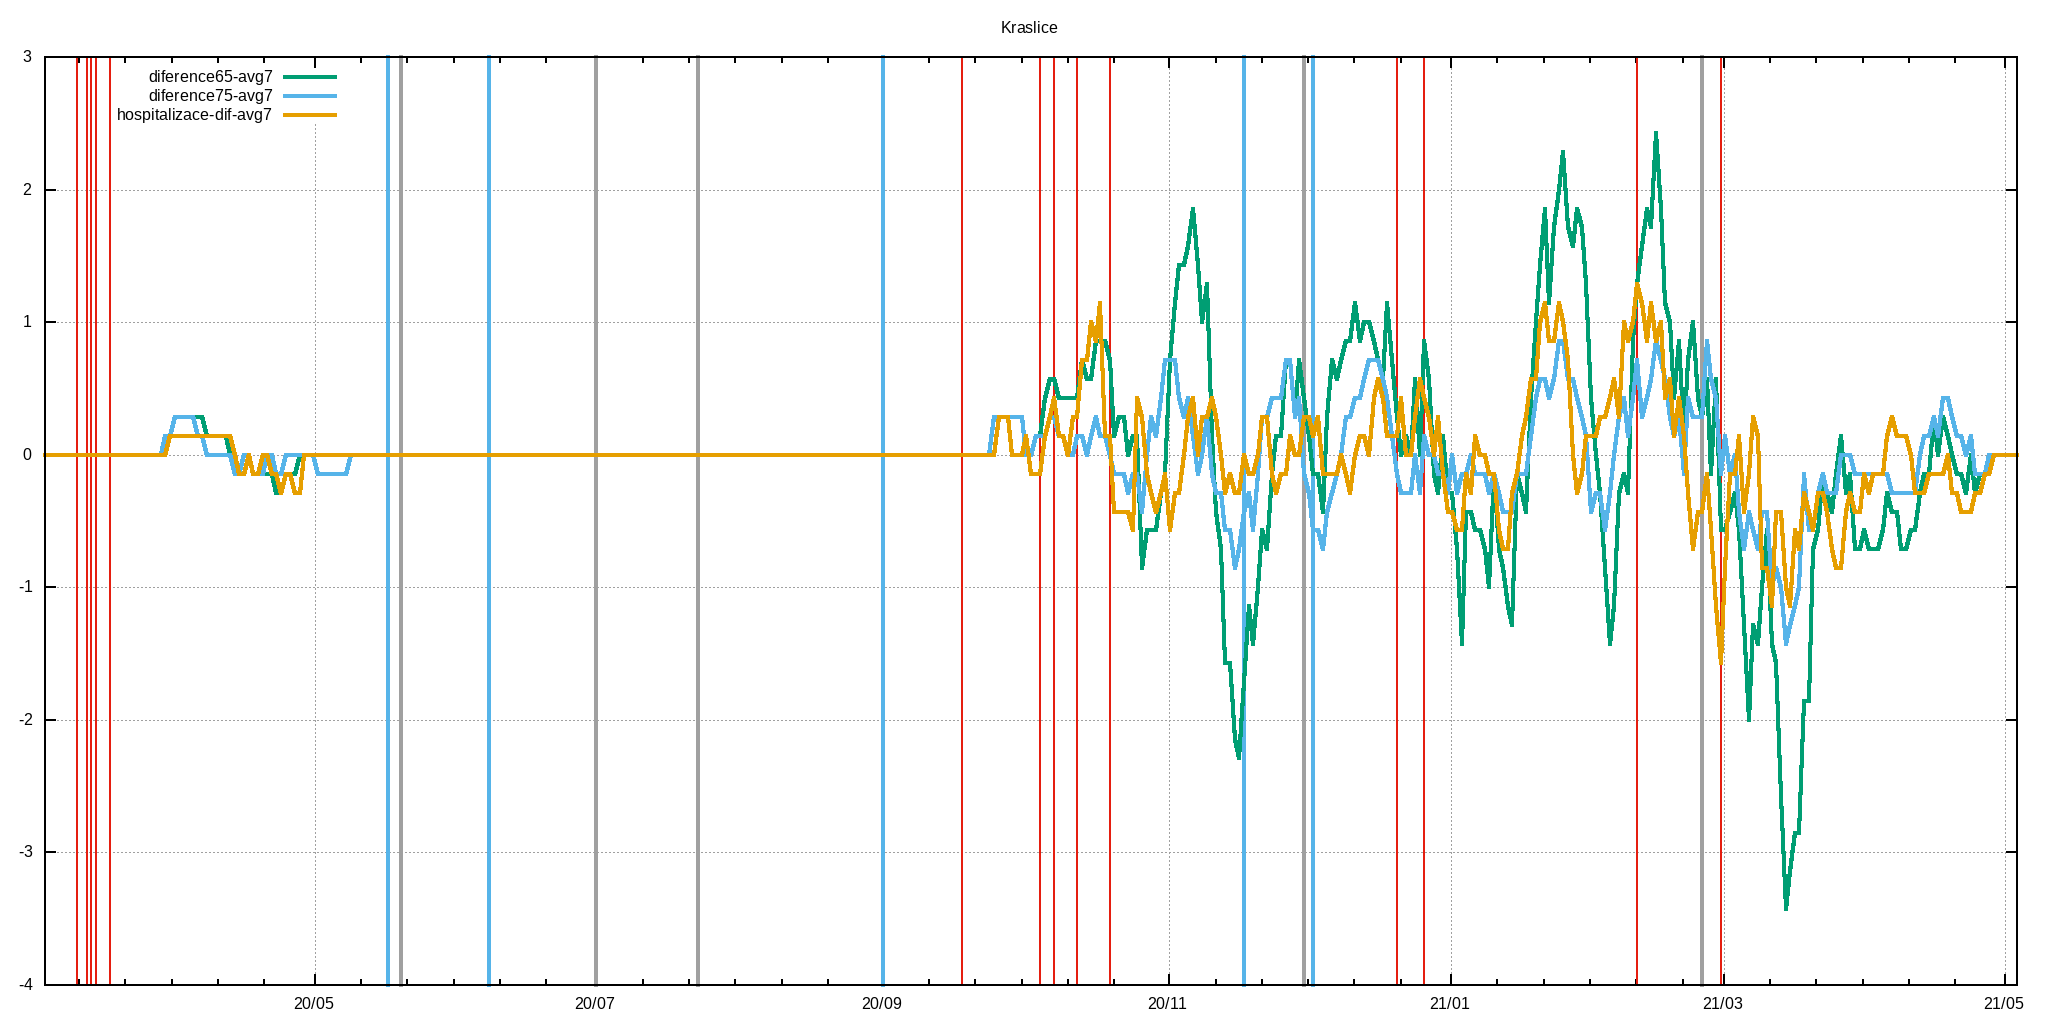 Kraslice
3
diference65-avg7
diference75-avg7
hospitalizace-dif-avg7
2
1
0
-1
-2
-3
-4
20/05 20/07 20/09 20/11 21/01 21/03 21/05